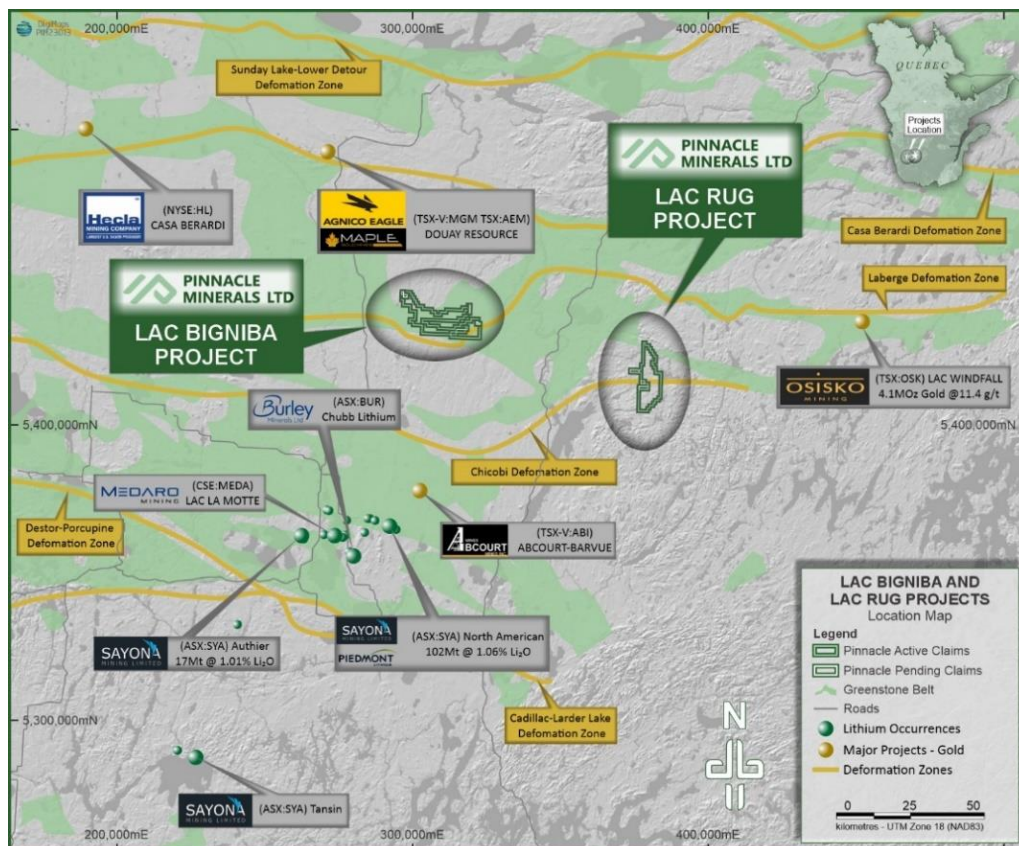 DigiMaps
200,000mE
300,000mE
400,000mE
Sunday Lake-Lower Detour
Defomation Zone
QUEBEC
Projects
Location
PINNACLE
MINERALS LTD
LAC RUG
PROJECT
Hecla
MINING COMPANY
(NYSE:HL)
CASA BERARDI
AGNICO EAGLE
MAPLE
(TSX-V:MGM TSX:AEM)
DOUAY RESOURCE
Casa Berardi Defomation Zone
Laberge Defomation Zone
PINNACLE
MINERALS LTD
LAC BIGNIBA
PROJECT
OSISKO
MINING
(TSX:OSK) LAC WINDFALL
4.1MOz Gold @11.4 g/t
Burley
Minerals Ltd
(ASX:BUR)
Chubb Lithium
5,400,000mN
5,400,000mN
Chicobi Defomation Zone
MEDARO
MINING
(CSE:MEDA)
LAC LA MOTTE
Destor-Porcupine
Defomation Zone
ABCOURT
(TSX-V:ABI)
ABCOURT-BARVUE
SAYONA
MINING LIMITED
(ASX:SYA) Authier
17Mt @ 1.01% Li₂O
SAYONA
MINING LIMITED
PIEDMONT
LITHIUM
(ASX:SYA) North American
102Mt @ 1.06% Li₂O
Cadillac-Larder Lake
Defomation Zone
5,300,000mN
SAYONA
MINING LIMITED
(ASX:SYA) Tansin
N
LAC BIGNIBA AND
LAC RUG PROJECTS
Location Map
Legend
Pinnacle Active Claims
Pinnacle Pending Claims
Greenstone Belt
Roads
Lithium Occurrences
Major Projects - Gold
Deformation Zones
0 25 50
kilometres - UTM Zone 18 (NAD83)
200,000mE
300,000mE
400,000mE